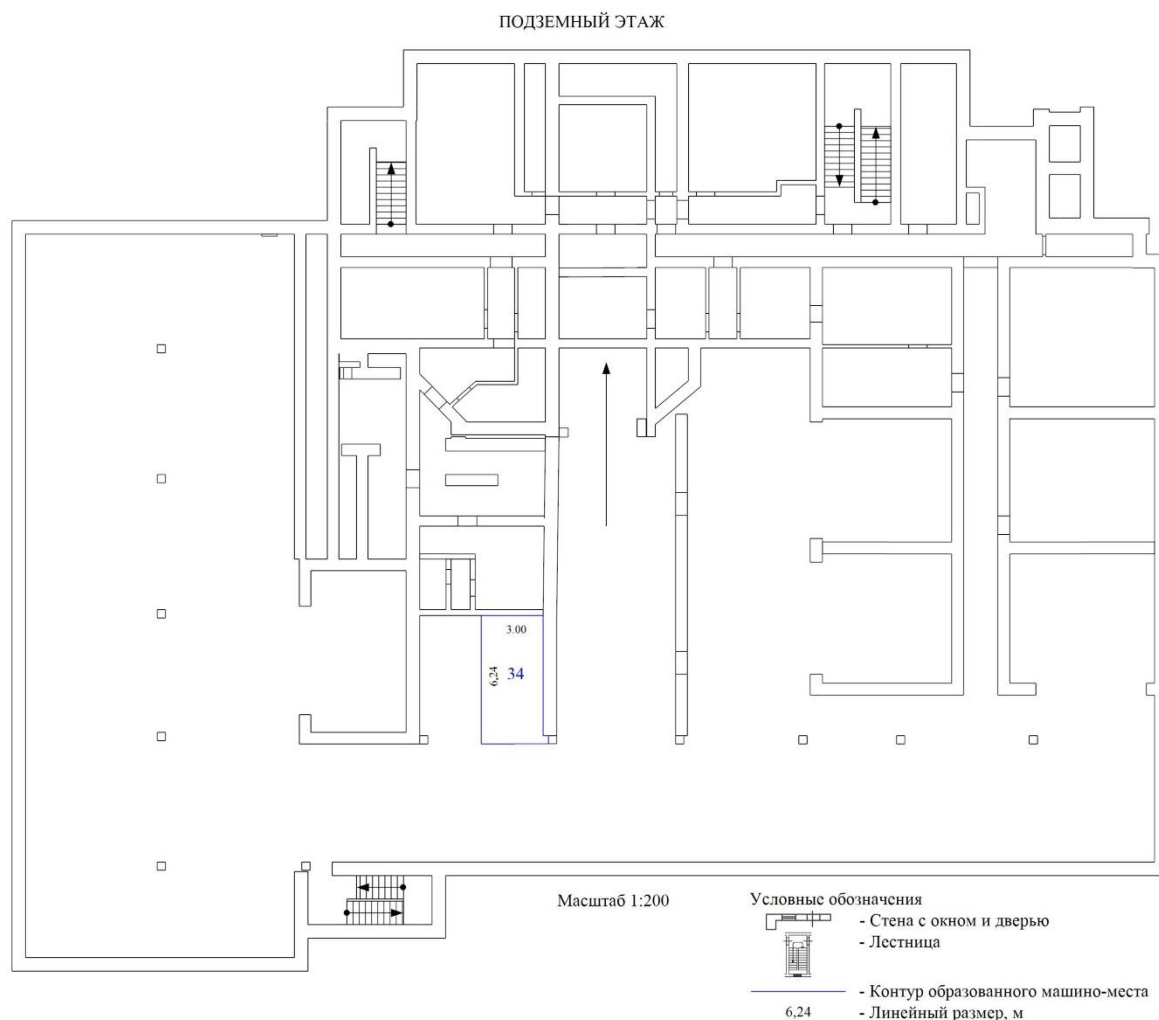 ПОДЗЕМНЫЙ ЭТАЖ
3.00
6,24
34
Масштаб 1:200
Условные обозначения
- Стена с окном и дверью
- Лестница
- Контур образованного машино-места
6,24 - Линейный размер, м